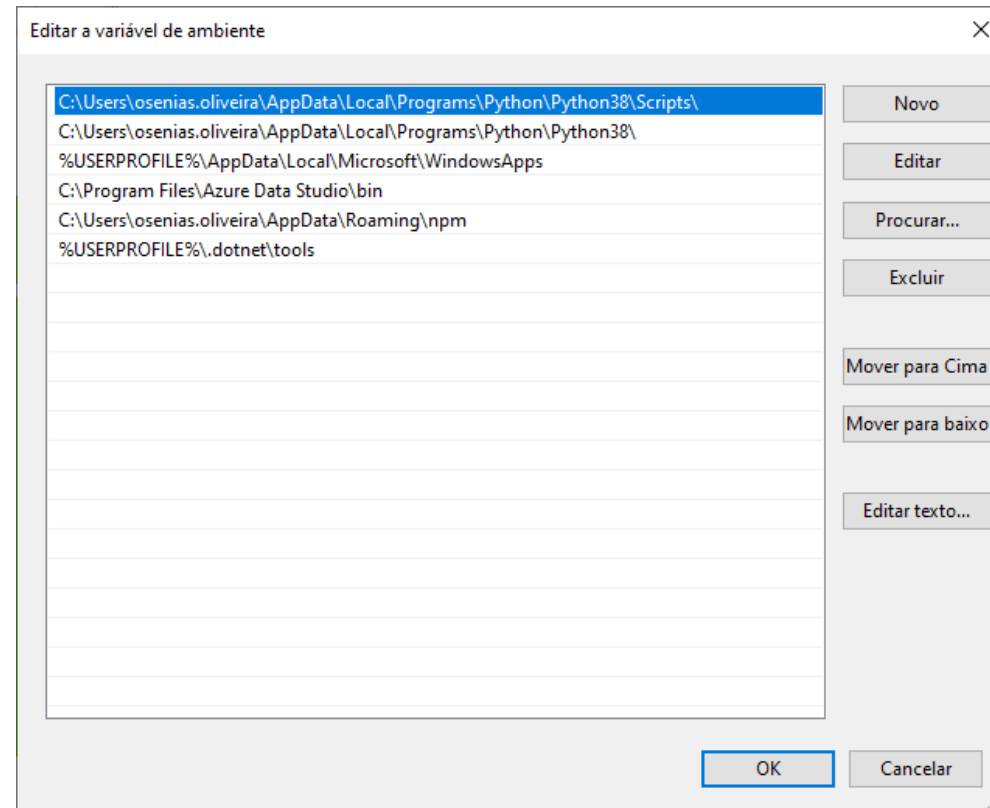 Editar a variável de ambiente
C:\Users\osenias.oliveira\AppData\Local\Programs\Python\Python38\Scripts\
C:\Users\osenias.oliveira\AppData\Local\Programs\Python\Python38\
%USERPROFILE%\AppData\Local\Microsoft\WindowsApps
C:\Program Files\Azure Data Studio\bin
C:\Users\osenias.oliveira\AppData\Roaming\npm
%USERPROFILE%\.dotnet\tools
Novo
Editar
Procurar...
Excluir
Mover para Cima
Mover para baixo
Editar texto...
OK
Cancelar